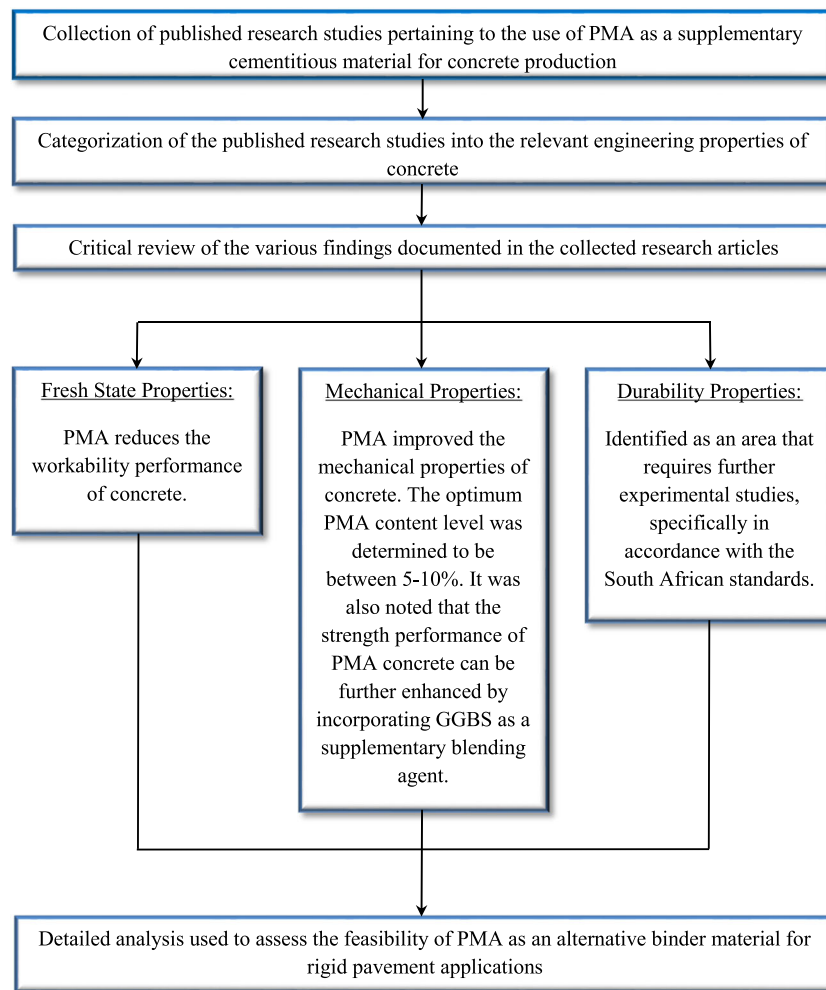 Collection of published research studies pertaining to the use of PMA as a supplementary
cementitious material for concrete production
Categorization of the published research studies into the relevant engineering properties of
concrete
Critical review of the various findings documented in the collected research articles
Fresh State Properties:
PMA reduces the
workability performance
of concrete.
Mechanical Properties:
PMA improved the
mechanical properties of
concrete. The optimum
PMA content level was
determined to be
between 5-10%. It was
also noted that the
strength performance of
PMA concrete can be
further enhanced by
incorporating GGBS as a
supplementary blending
agent.
Durability Properties:
Identified as an area that
requires further
experimental studies,
specifically in
accordance with the
South African standards.
Detailed analysis used to assess the feasibility of PMA as an alternative binder material for
rigid pavement applications